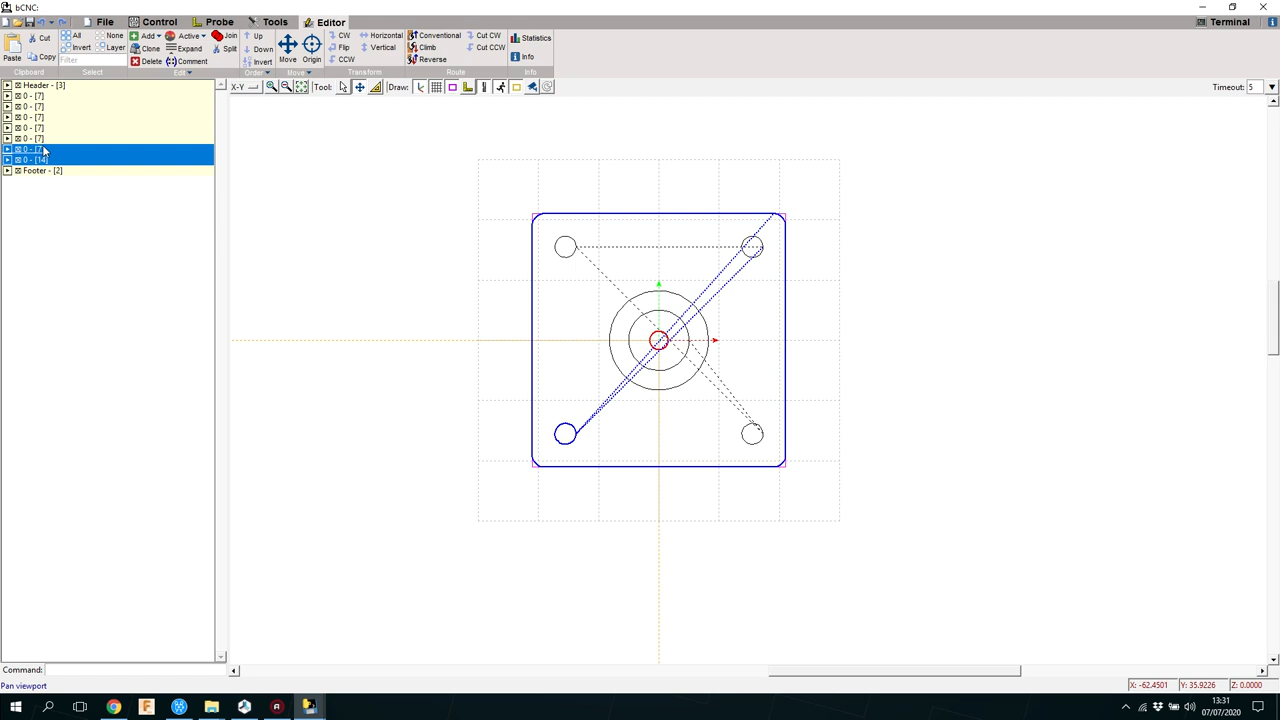 bCNC:
File Control Probe Tools Editor Terminal
Cut All None Add Active Join Up CW Horizontal Conventional Cut CW Statistics
Paste Copy Invert Layer Clone Expand Split Down Move Origin Flip Vertical Climb Cut CCW Info
Filter Delete Comment Invert CCW Reverse
Clipboard Select Edit Order Move Transform Route Info
X-Y Tool: Draw: Timeout: 5
Header - [3]
0 - [7]
0 - [7]
0 - [7]
0 - [7]
0 - [7]
0 - [7
0 - [14]
Footer - [2]
Command:
Pan viewport X: -62.4501 Y: 35.9226 Z: 0.0000
13:31
07/07/2020